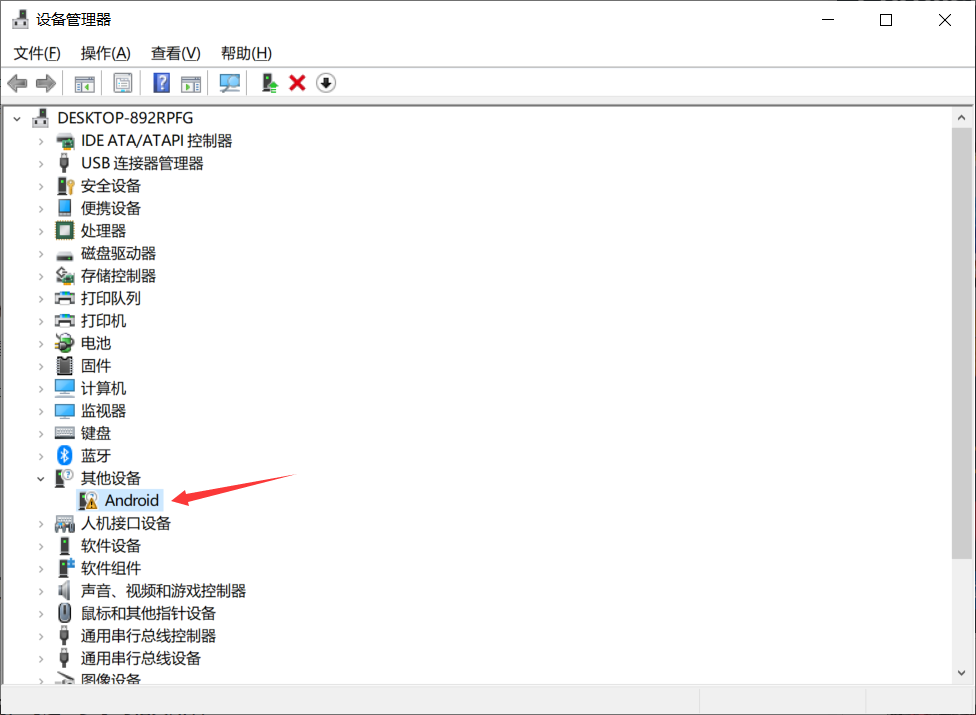 设备管理器
文件(F) 操作(A) 查看(V) 帮助(H)
DESKTOP-892RPFG
IDE ATA/ATAPI 控制器
USB 连接器管理器
安全设备
便携设备
处理器
磁盘驱动器
存储控制器
打印队列
打印机
电池
固件
计算机
监视器
键盘
蓝牙
其他设备
Android
人机接口设备
软件设备
软件组件
声音、视频和游戏控制器
鼠标和其他指针设备
通用串行总线控制器
通用串行总线设备
图像设备